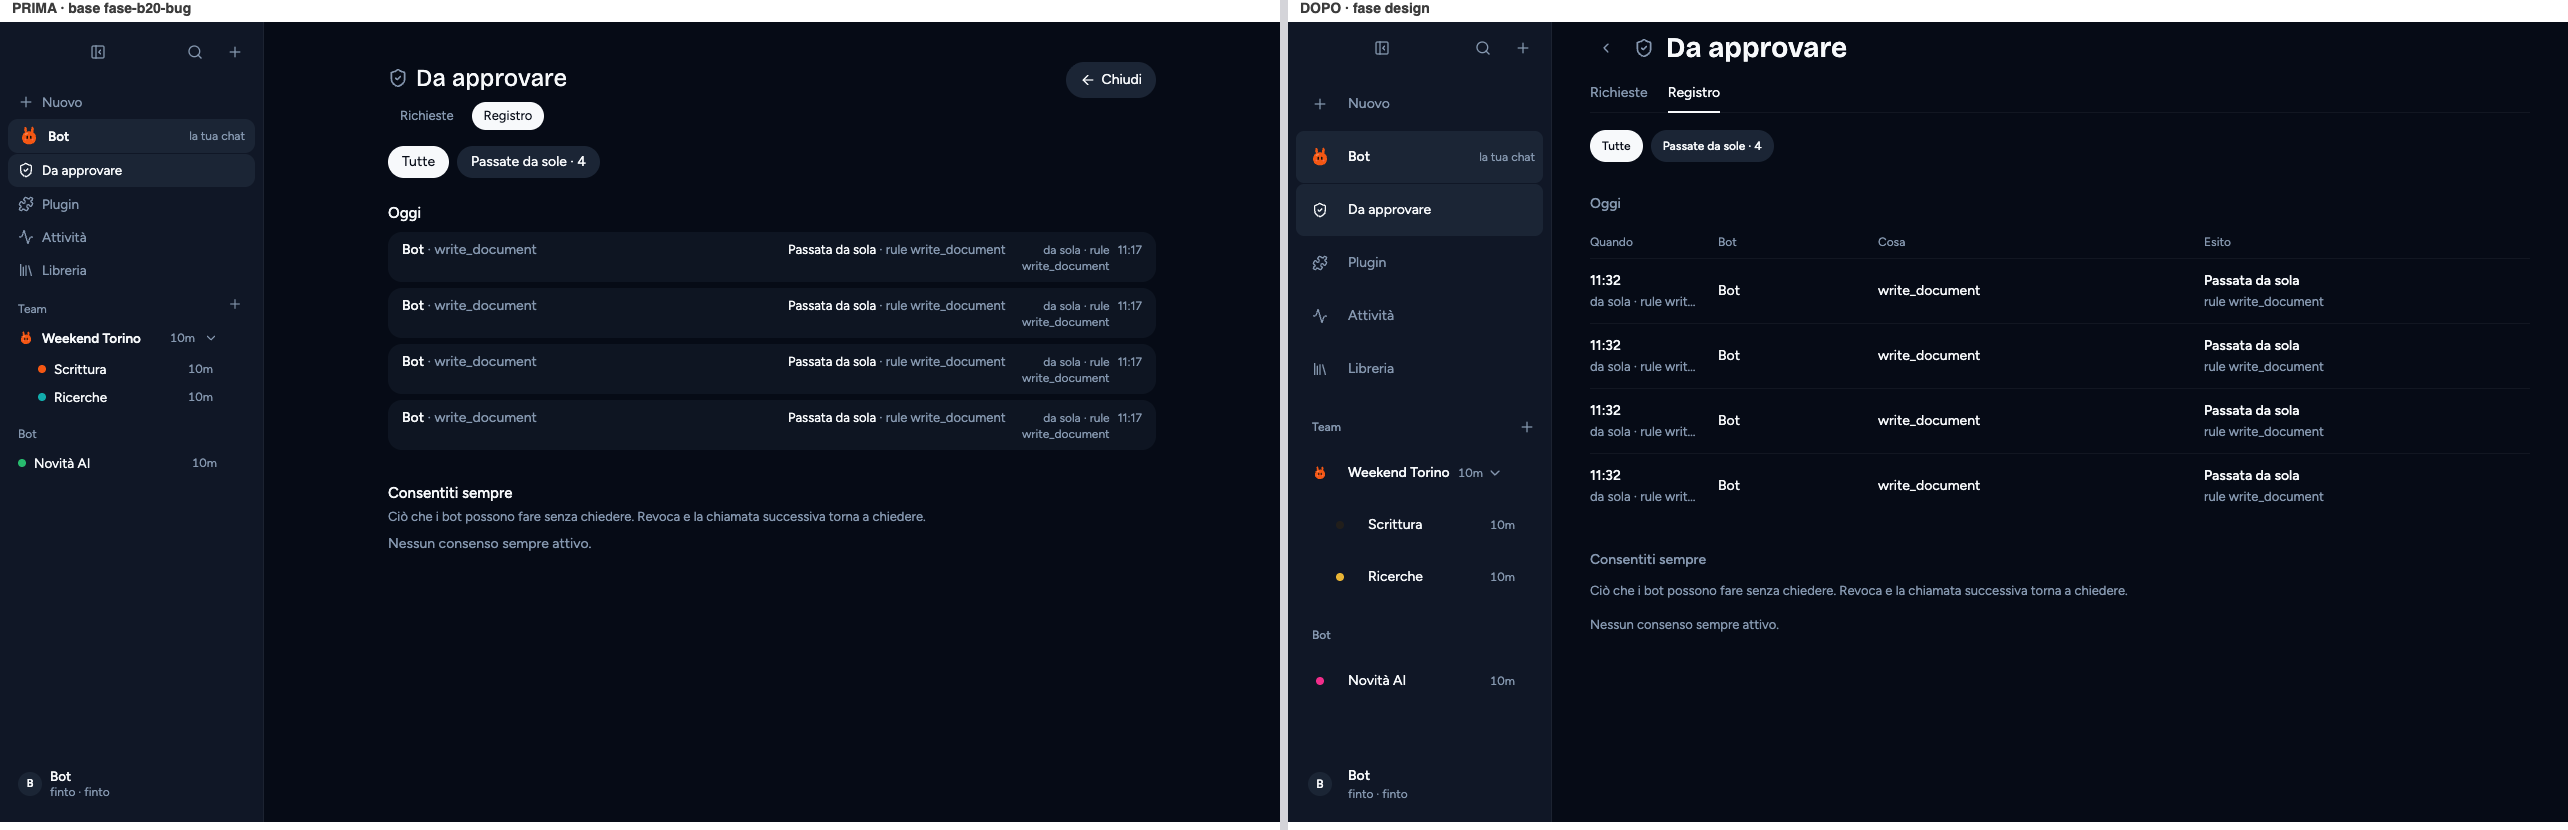 PRIMA · base fase-b20-bug
Nuovo
Bot la tua chat
Da approvare
Plugin
Attività
Libreria
Team
Weekend Torino 10m
Scrittura 10m
Ricerche 10m
Bot
Novità AI 10m
B
Bot
finto · finto
Da approvare
Chiudi
Richieste Registro
Tutte Passate da sole · 4
Oggi
Bot · write_document Passata da sola · rule write_document da sola · rule 11:17
write_document
Bot · write_document Passata da sola · rule write_document da sola · rule 11:17
write_document
Bot · write_document Passata da sola · rule write_document da sola · rule 11:17
write_document
Bot · write_document Passata da sola · rule write_document da sola · rule 11:17
write_document
Consentiti sempre
Ciò che i bot possono fare senza chiedere. Revoca e la chiamata successiva torna a chiedere.
Nessun consenso sempre attivo.
DOPO · fase design
Nuovo
Bot la tua chat
Da approvare
Plugin
Attività
Libreria
Team
Weekend Torino 10m
Scrittura 10m
Ricerche 10m
Bot
Novità AI 10m
B
Bot
finto · finto
Da approvare
Richieste Registro
Tutte Passate da sole · 4
Oggi
Quando Bot Cosa Esito
11:32 Bot write_document Passata da sola
da sola · rule writ... rule write_document
11:32 Bot write_document Passata da sola
da sola · rule writ... rule write_document
11:32 Bot write_document Passata da sola
da sola · rule writ... rule write_document
11:32 Bot write_document Passata da sola
da sola · rule writ... rule write_document
Consentiti sempre
Ciò che i bot possono fare senza chiedere. Revoca e la chiamata successiva torna a chiedere.
Nessun consenso sempre attivo.